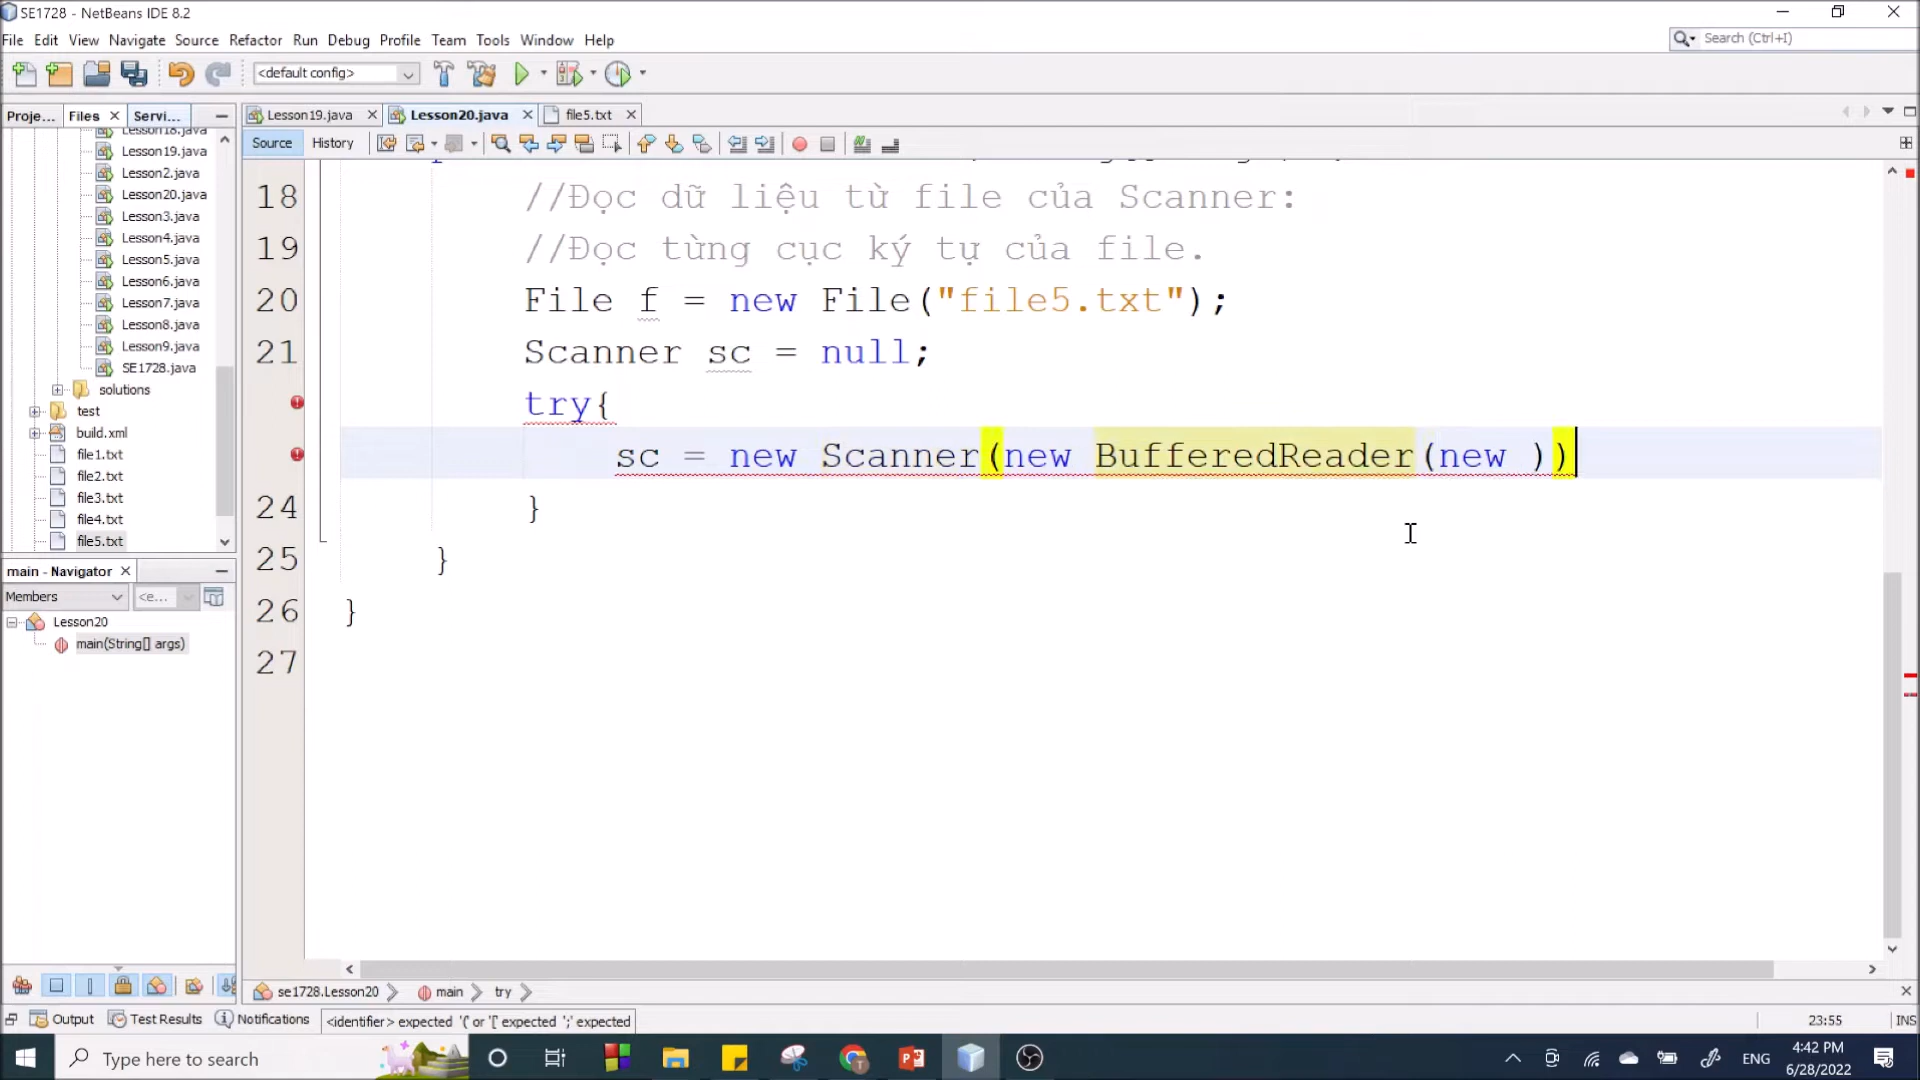 SE1728 - NetBeans IDE 8.2
File Edit View Navigate Source Refactor Run Debug Profile Team Tools Window Help
Search (Ctrl+I)
<default config>
Proje... Files Servi...
Lesson19.java Lesson20.java file5.txt
Source History
Lesson18.java
Lesson19.java
Lesson2.java
Lesson20.java
Lesson3.java
Lesson4.java
Lesson5.java
Lesson6.java
Lesson7.java
Lesson8.java
Lesson9.java
SE1728.java
solutions
test
build.xml
file1.txt
file2.txt
file3.txt
file4.txt
file5.txt
18 //Đọc dữ liệu từ file của Scanner:
19 //Đọc từng cục ký tự của file.
20 File f = new File("file5.txt");
21 Scanner sc = null;
try{
sc = new Scanner(new BufferedReader(new ))
24 }
25 }
26 }
27
main - Navigator
Members <e...
Lesson20
main(String[] args)
se1728.Lesson20 main try
Output Test Results Notifications <identifier> expected '(' or '[' expected ';' expected 23:55 INS
Type here to search
ENG
4:42 PM
6/28/2022